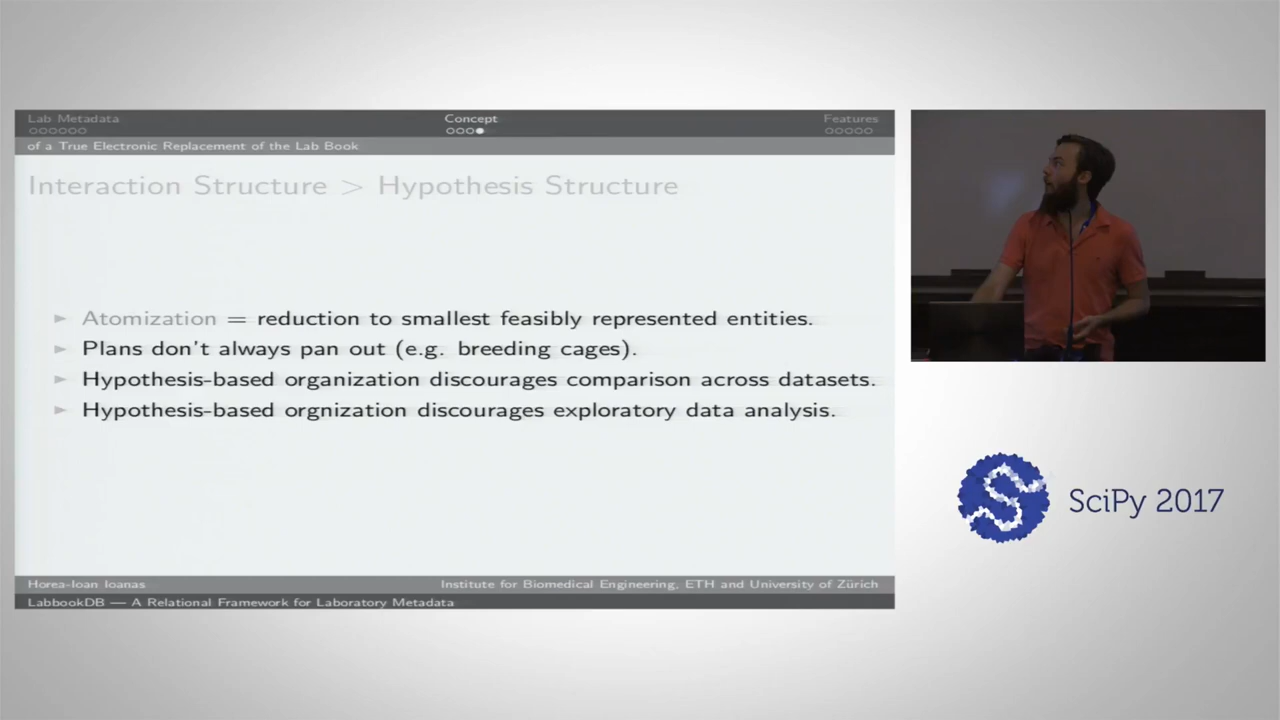 Lab Metadata Concept Features
of a True Electronic Replacement of the Lab Book
Interaction Structure > Hypothesis Structure
► Atomization = reduction to smallest feasibly represented entities.
► Plans don't always pan out (e.g. breeding cages).
► Hypothesis-based organization discourages comparison across datasets.
► Hypothesis-based orgnization discourages exploratory data analysis.
Horea-Ioan Ioanas Institute for Biomedical Engineering, ETH and University of Zürich
LabbookDB — A Relational Framework for Laboratory Metadata
S
SciPy 2017